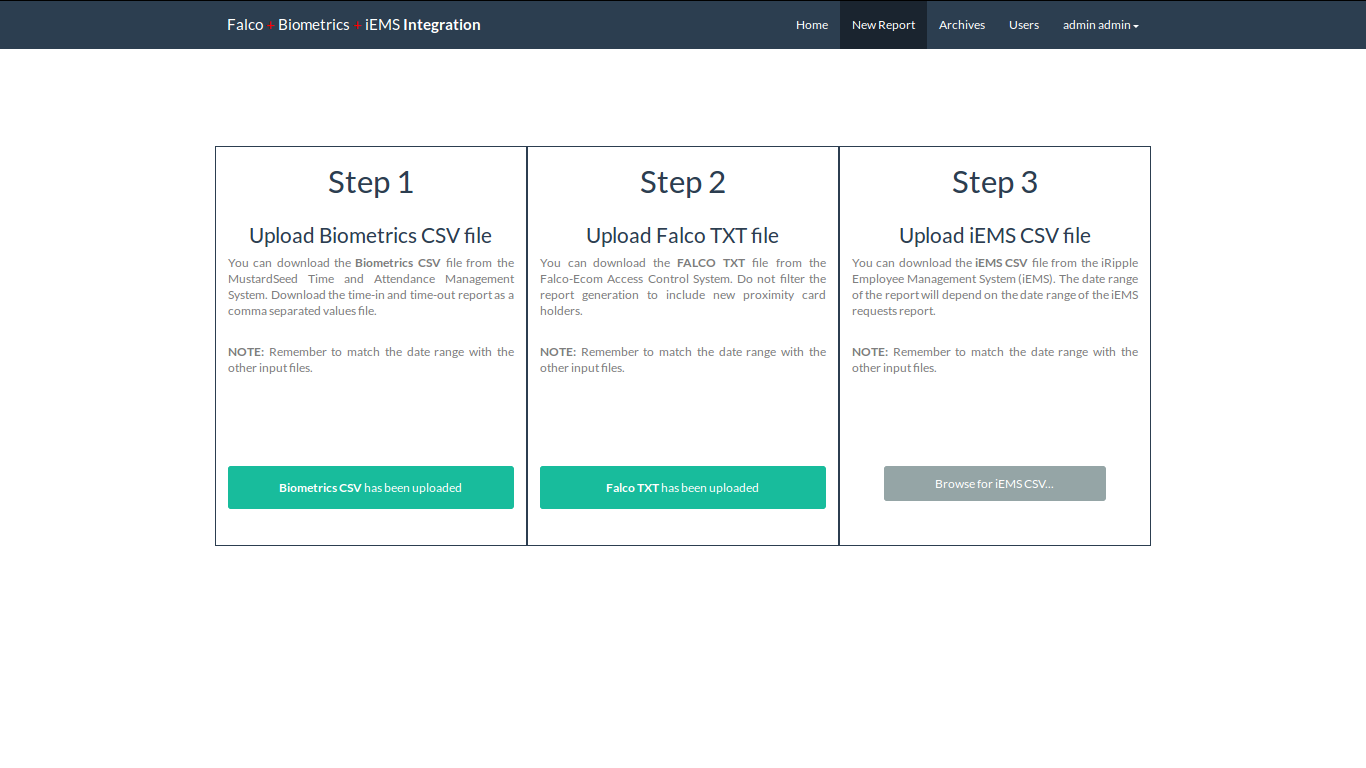 Falco + Biometrics + iEMS Integration
Home New Report Archives Users admin admin
Step 1
Upload Biometrics CSV file
You can download the Biometrics CSV file from the
MustardSeed Time and Attendance Management
System. Download the time-in and time-out report as a
comma separated values file.
NOTE: Remember to match the date range with the
other input files.
Biometrics CSV has been uploaded
Step 2
Upload Falco TXT file
You can download the FALCO TXT file from the
Falco-Ecom Access Control System. Do not filter the
report generation to include new proximity card
holders.
NOTE: Remember to match the date range with the
other input files.
Falco TXT has been uploaded
Step 3
Upload iEMS CSV file
You can download the iEMS CSV file from the iRipple
Employee Management System (iEMS). The date range
of the report will depend on the date range of the iEMS
requests report.
NOTE: Remember to match the date range with the
other input files.
Browse for iEMS CSV...